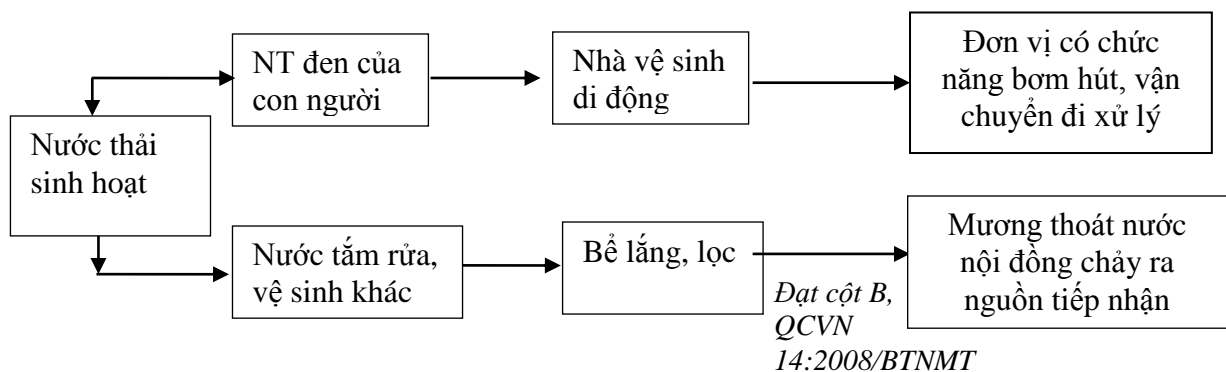 Nước thải
sinh hoạt
NT đen của
con người
Nhà vệ sinh
di động
Đơn vị có chức
năng bơm hút, vận
chuyển đi xử lý
Nước tắm rửa,
vệ sinh khác
Bể lắng, lọc
Đạt cột B,
QCVN
14:2008/BTNMT
Mương thoát nước
nội đồng chảy ra
nguồn tiếp nhận